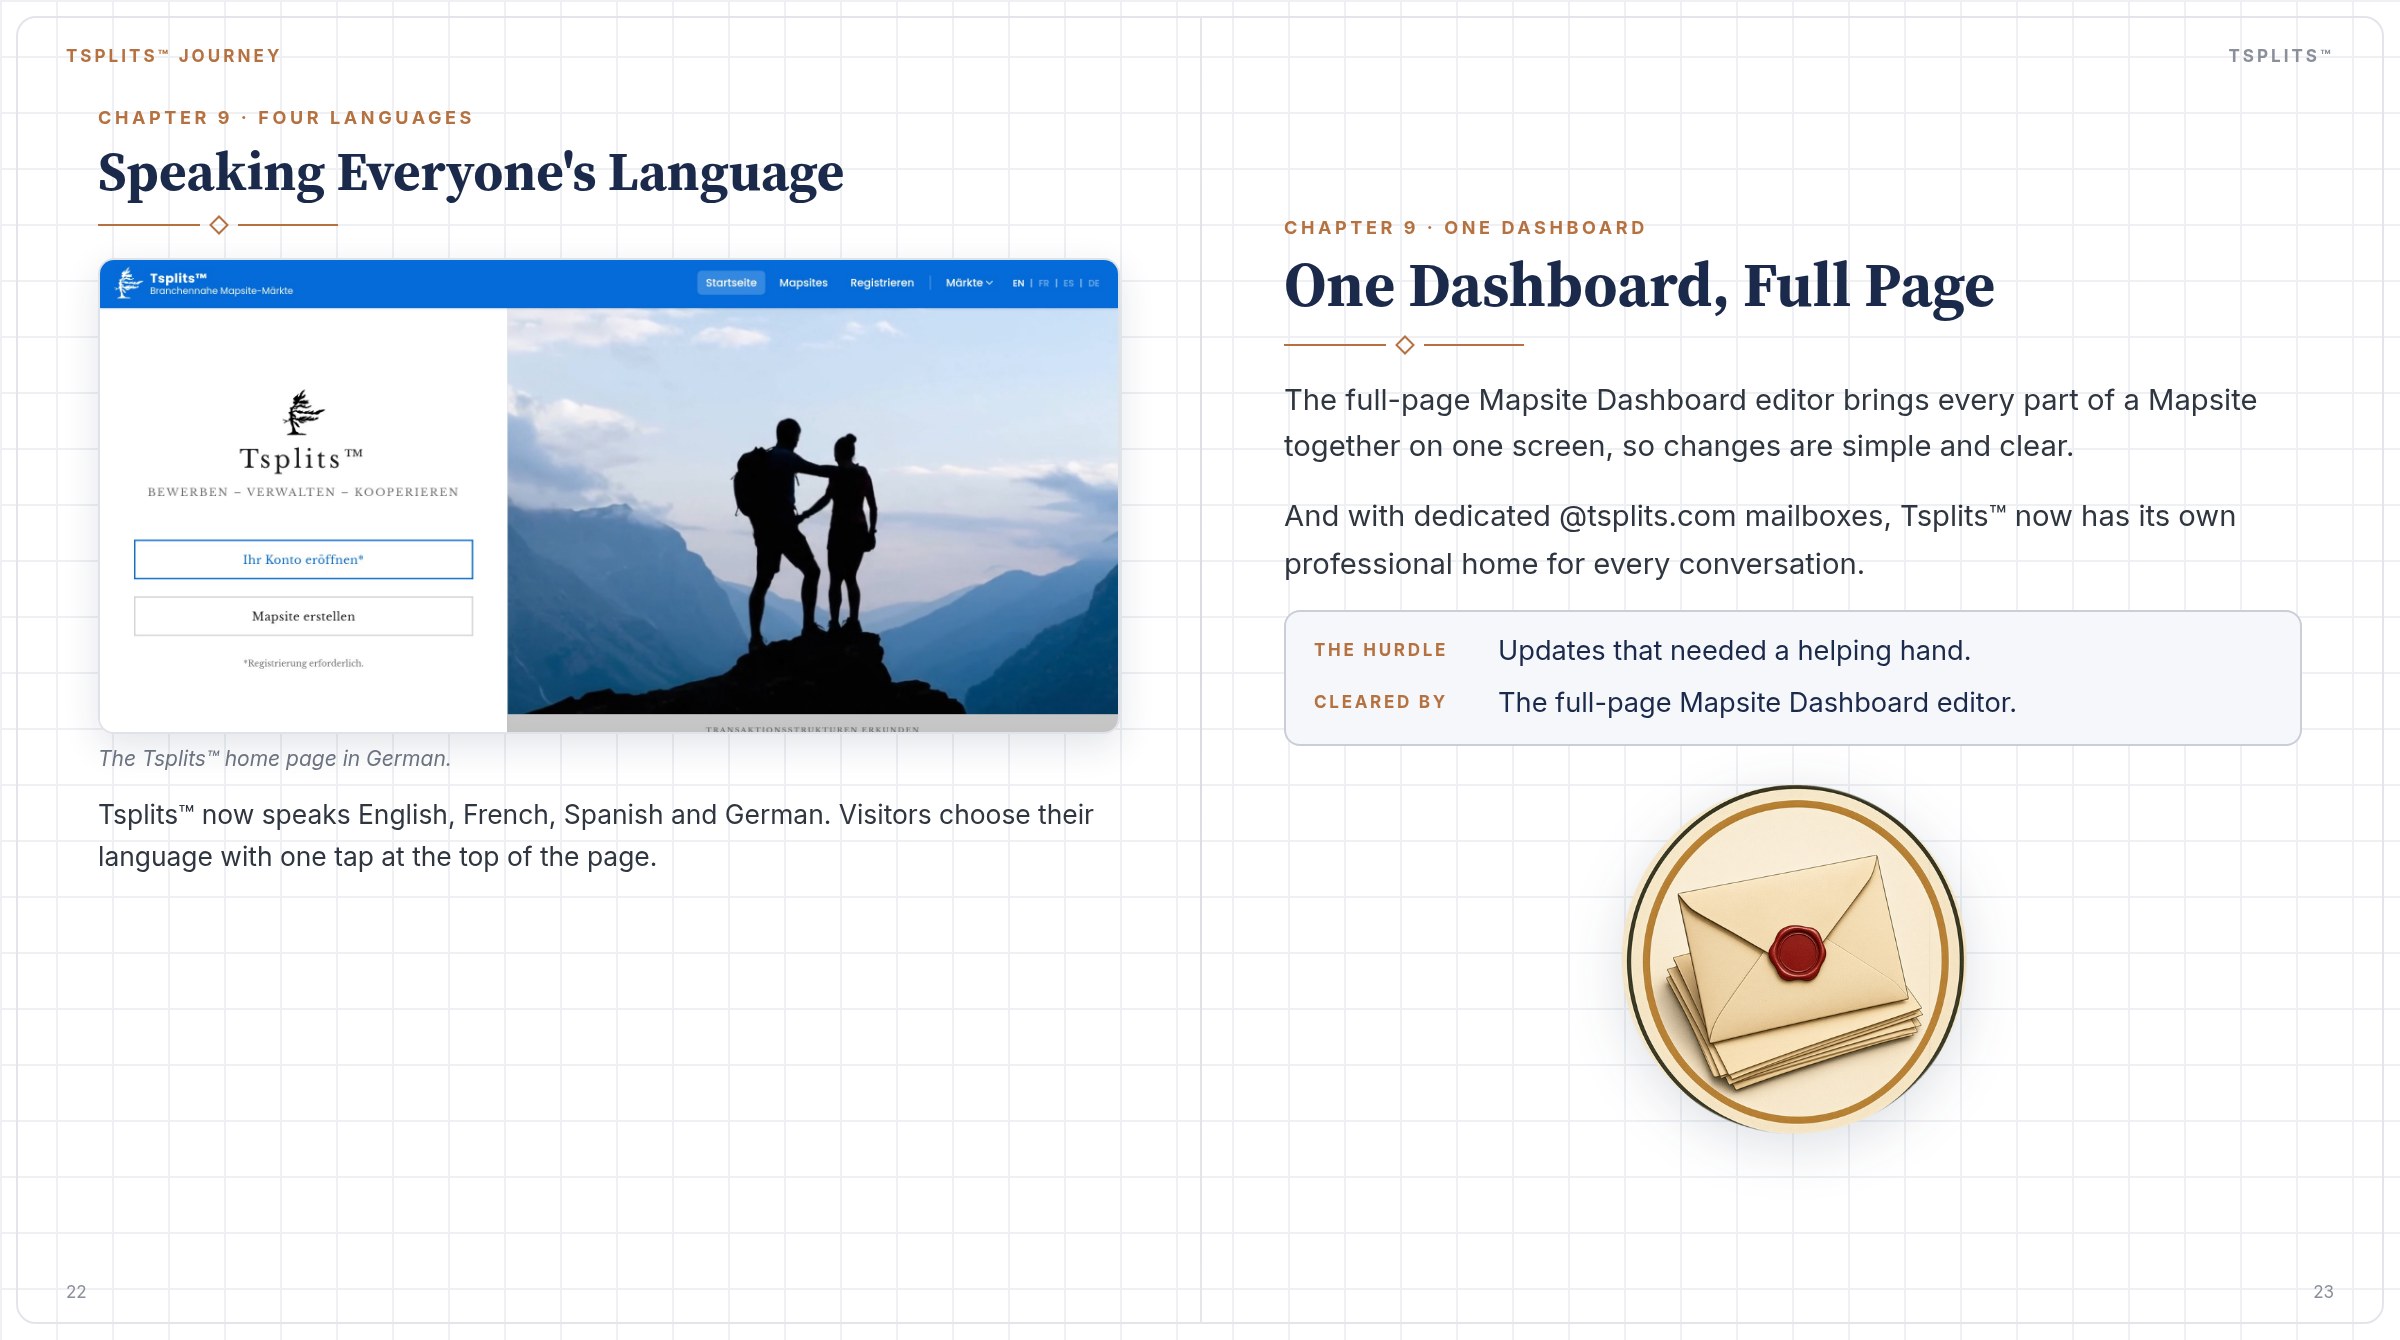 TSPLITS™ JOURNEY
TSPLITS™
CHAPTER 9 · FOUR LANGUAGES
Speaking Everyone's Language
Tsplits™
Branchennahe Mapsite-Märkte
Startseite
Mapsites
Registrieren
Märkte
EN | FR | ES | DE
Tsplits™
BEWERBEN – VERWALTEN – KOOPERIEREN
Ihr Konto eröffnen*
Mapsite erstellen
*Registrierung erforderlich.
TRANSAKTIONSSTRUKTUREN ERKUNDEN
The Tsplits™ home page in German.
Tsplits™ now speaks English, French, Spanish and German. Visitors choose their
language with one tap at the top of the page.
22
CHAPTER 9 · ONE DASHBOARD
One Dashboard, Full Page
The full-page Mapsite Dashboard editor brings every part of a Mapsite
together on one screen, so changes are simple and clear.
And with dedicated @tsplits.com mailboxes, Tsplits™ now has its own
professional home for every conversation.
THE HURDLE Updates that needed a helping hand.
CLEARED BY The full-page Mapsite Dashboard editor.
23